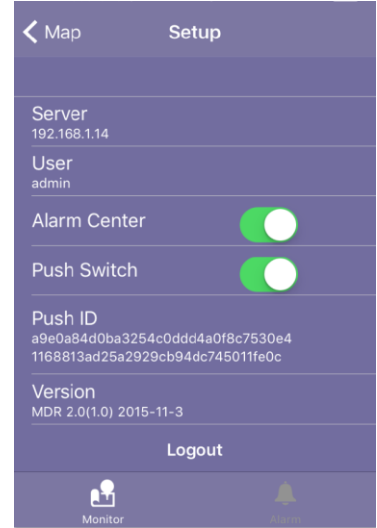 Map
Setup
Server
192.168.1.14
User
admin
Alarm Center
Push Switch
Push ID
a9e0a84d0ba3254c0ddd4a0f8c7530e4
1168813ad25a2929cb94dc745011fe0c
Version
MDR 2.0(1.0) 2015-11-3
Logout
Monitor
Alarm